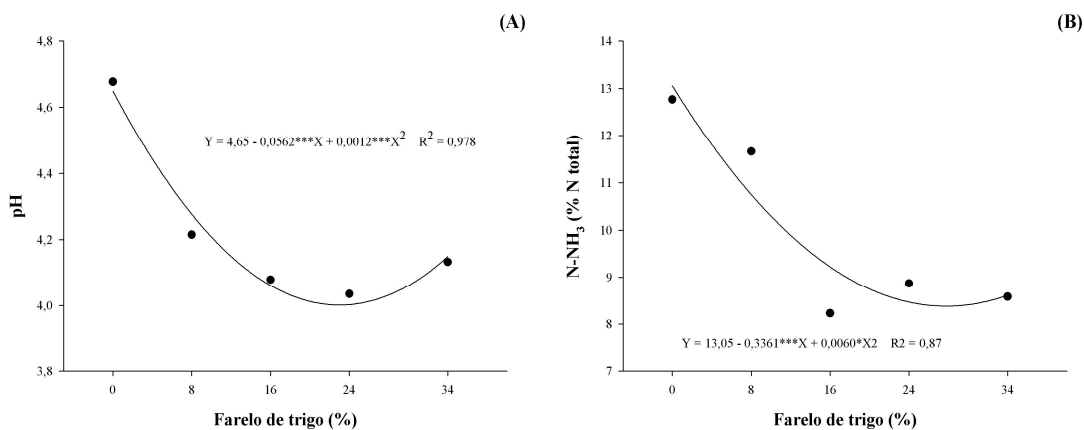 (A)
4,8
4,6
4,4
4,2
4,0
3,8
pH
Y = 4,65 - 0,0562***X + 0,0012***X² R² = 0,978
0 8 16 24 34
Farelo de trigo (%)
(B)
14
13
12
11
10
9
8
7
N-NH₃ (% N total)
Y = 13,05 - 0,3361***X + 0,0060*X2 R2 = 0,87
0 8 16 24 34
Farelo de trigo (%)